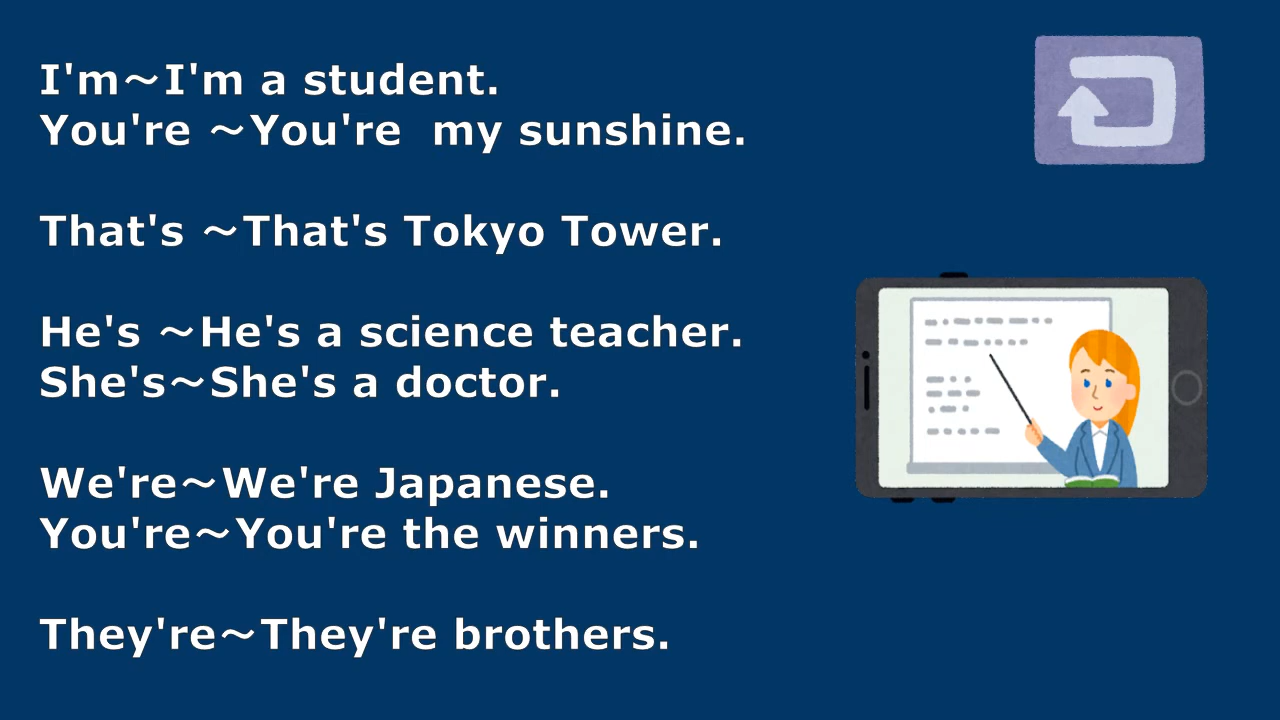 I'm～I'm a student.
You're ～You're  my sunshine.
That's ～That's Tokyo Tower.
He's ～He's a science teacher.
She's～She's a doctor.
We're～We're Japanese.
You're～You're the winners.
They're～They're brothers.